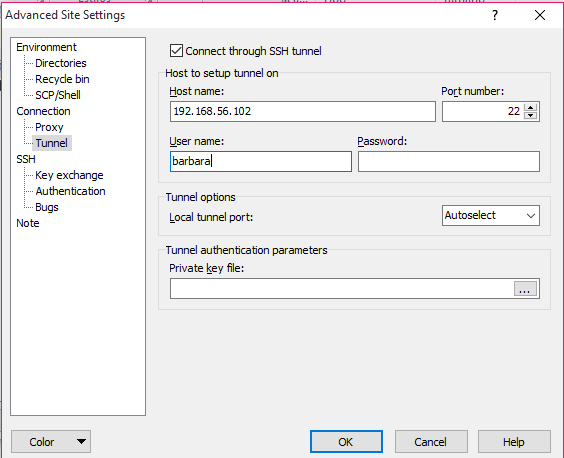 Advanced Site Settings
Environment
Directories
Recycle bin
SCP/Shell
Connection
Proxy
Tunnel
SSH
Key exchange
Authentication
Bugs
Note
Connect through SSH tunnel
Host to setup tunnel on
Host name:
Port number:
192.168.56.102
22
User name:
Password:
barbara
Tunnel options
Local tunnel port:
Autoselect
Tunnel authentication parameters
Private key file:
...
Color
OK
Cancel
Help